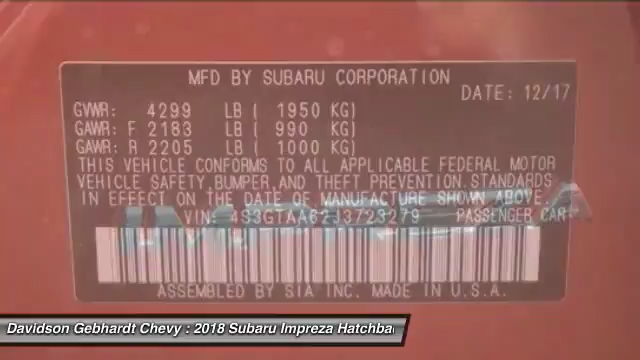 MFD BY SUBARU CORPORATION
DATE: 12/17
GVWR: 4299 LB ( 1950 KG)
GAWR: F 2183 LB ( 990 KG)
GAWR: R 2205 LB ( 1000 KG)
THIS VEHICLE CONFORMS TO ALL APPLICABLE FEDERAL MOTOR
VEHICLE SAFETY, BUMPER, AND THEFT PREVENTION STANDARDS
IN EFFECT ON THE DATE OF MANUFACTURE SHOWN ABOVE.
VIN: 4S3GTAA62J3723279 PASSENGER CAR
IMPREZA
ASSEMBLED BY SIA INC. MADE IN U.S.A.
Davidson Gebhardt Chevy : 2018 Subaru Impreza Hatchba